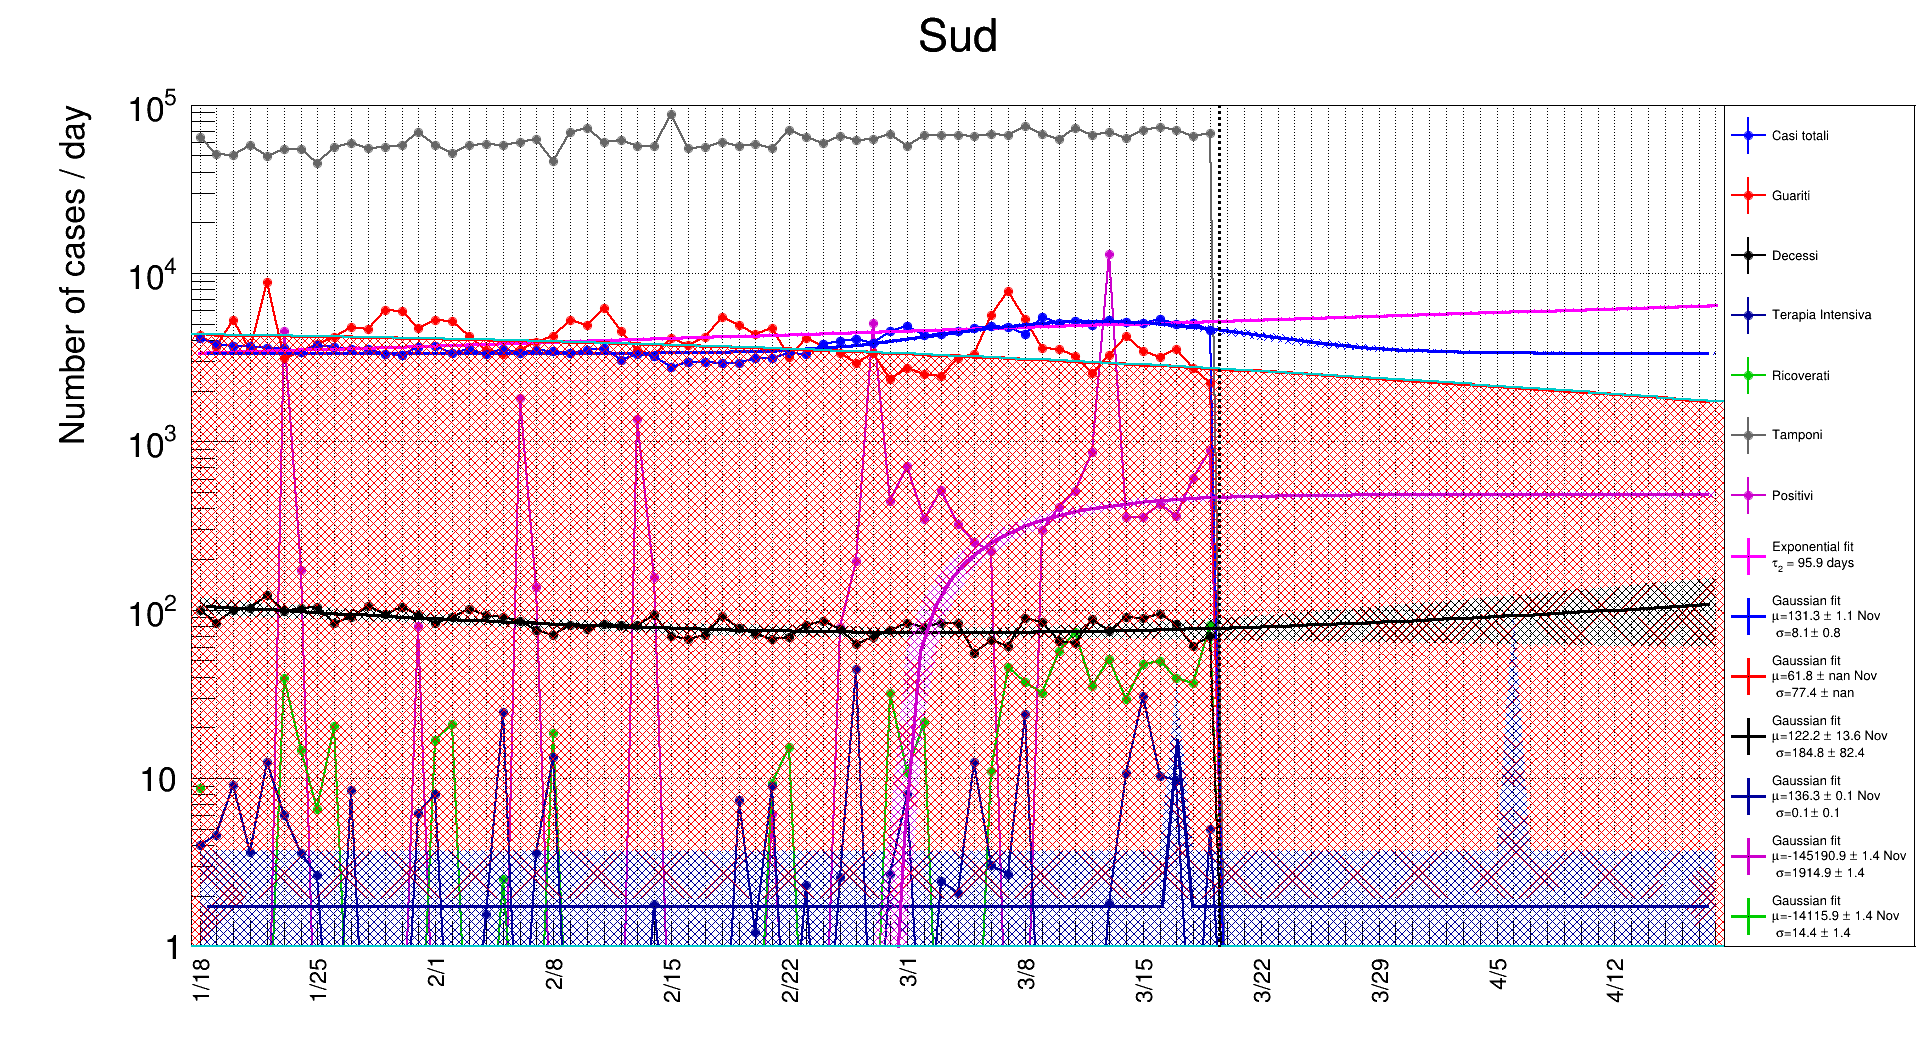 Sud
Number of cases / day
10^5
10^4
10^3
10^2
10
1
1/18
1/25
2/1
2/8
2/15
2/22
3/1
3/8
3/15
3/22
3/29
4/5
4/12
Casi totali
Guariti
Decessi
Terapia Intensiva
Ricoverati
Tamponi
Positivi
Exponential fit
τ2 = 95.9 days
Gaussian fit
μ=131.3 ± 1.1 Nov
σ=8.1± 0.8
Gaussian fit
μ=61.8 ± nan Nov
σ=77.4 ± nan
Gaussian fit
μ=122.2 ± 13.6 Nov
σ=184.8 ± 82.4
Gaussian fit
μ=136.3 ± 0.1 Nov
σ=0.1± 0.1
Gaussian fit
μ=-145190.9 ± 1.4 Nov
σ=1914.9 ± 1.4
Gaussian fit
μ=-14115.9 ± 1.4 Nov
σ=14.4 ± 1.4